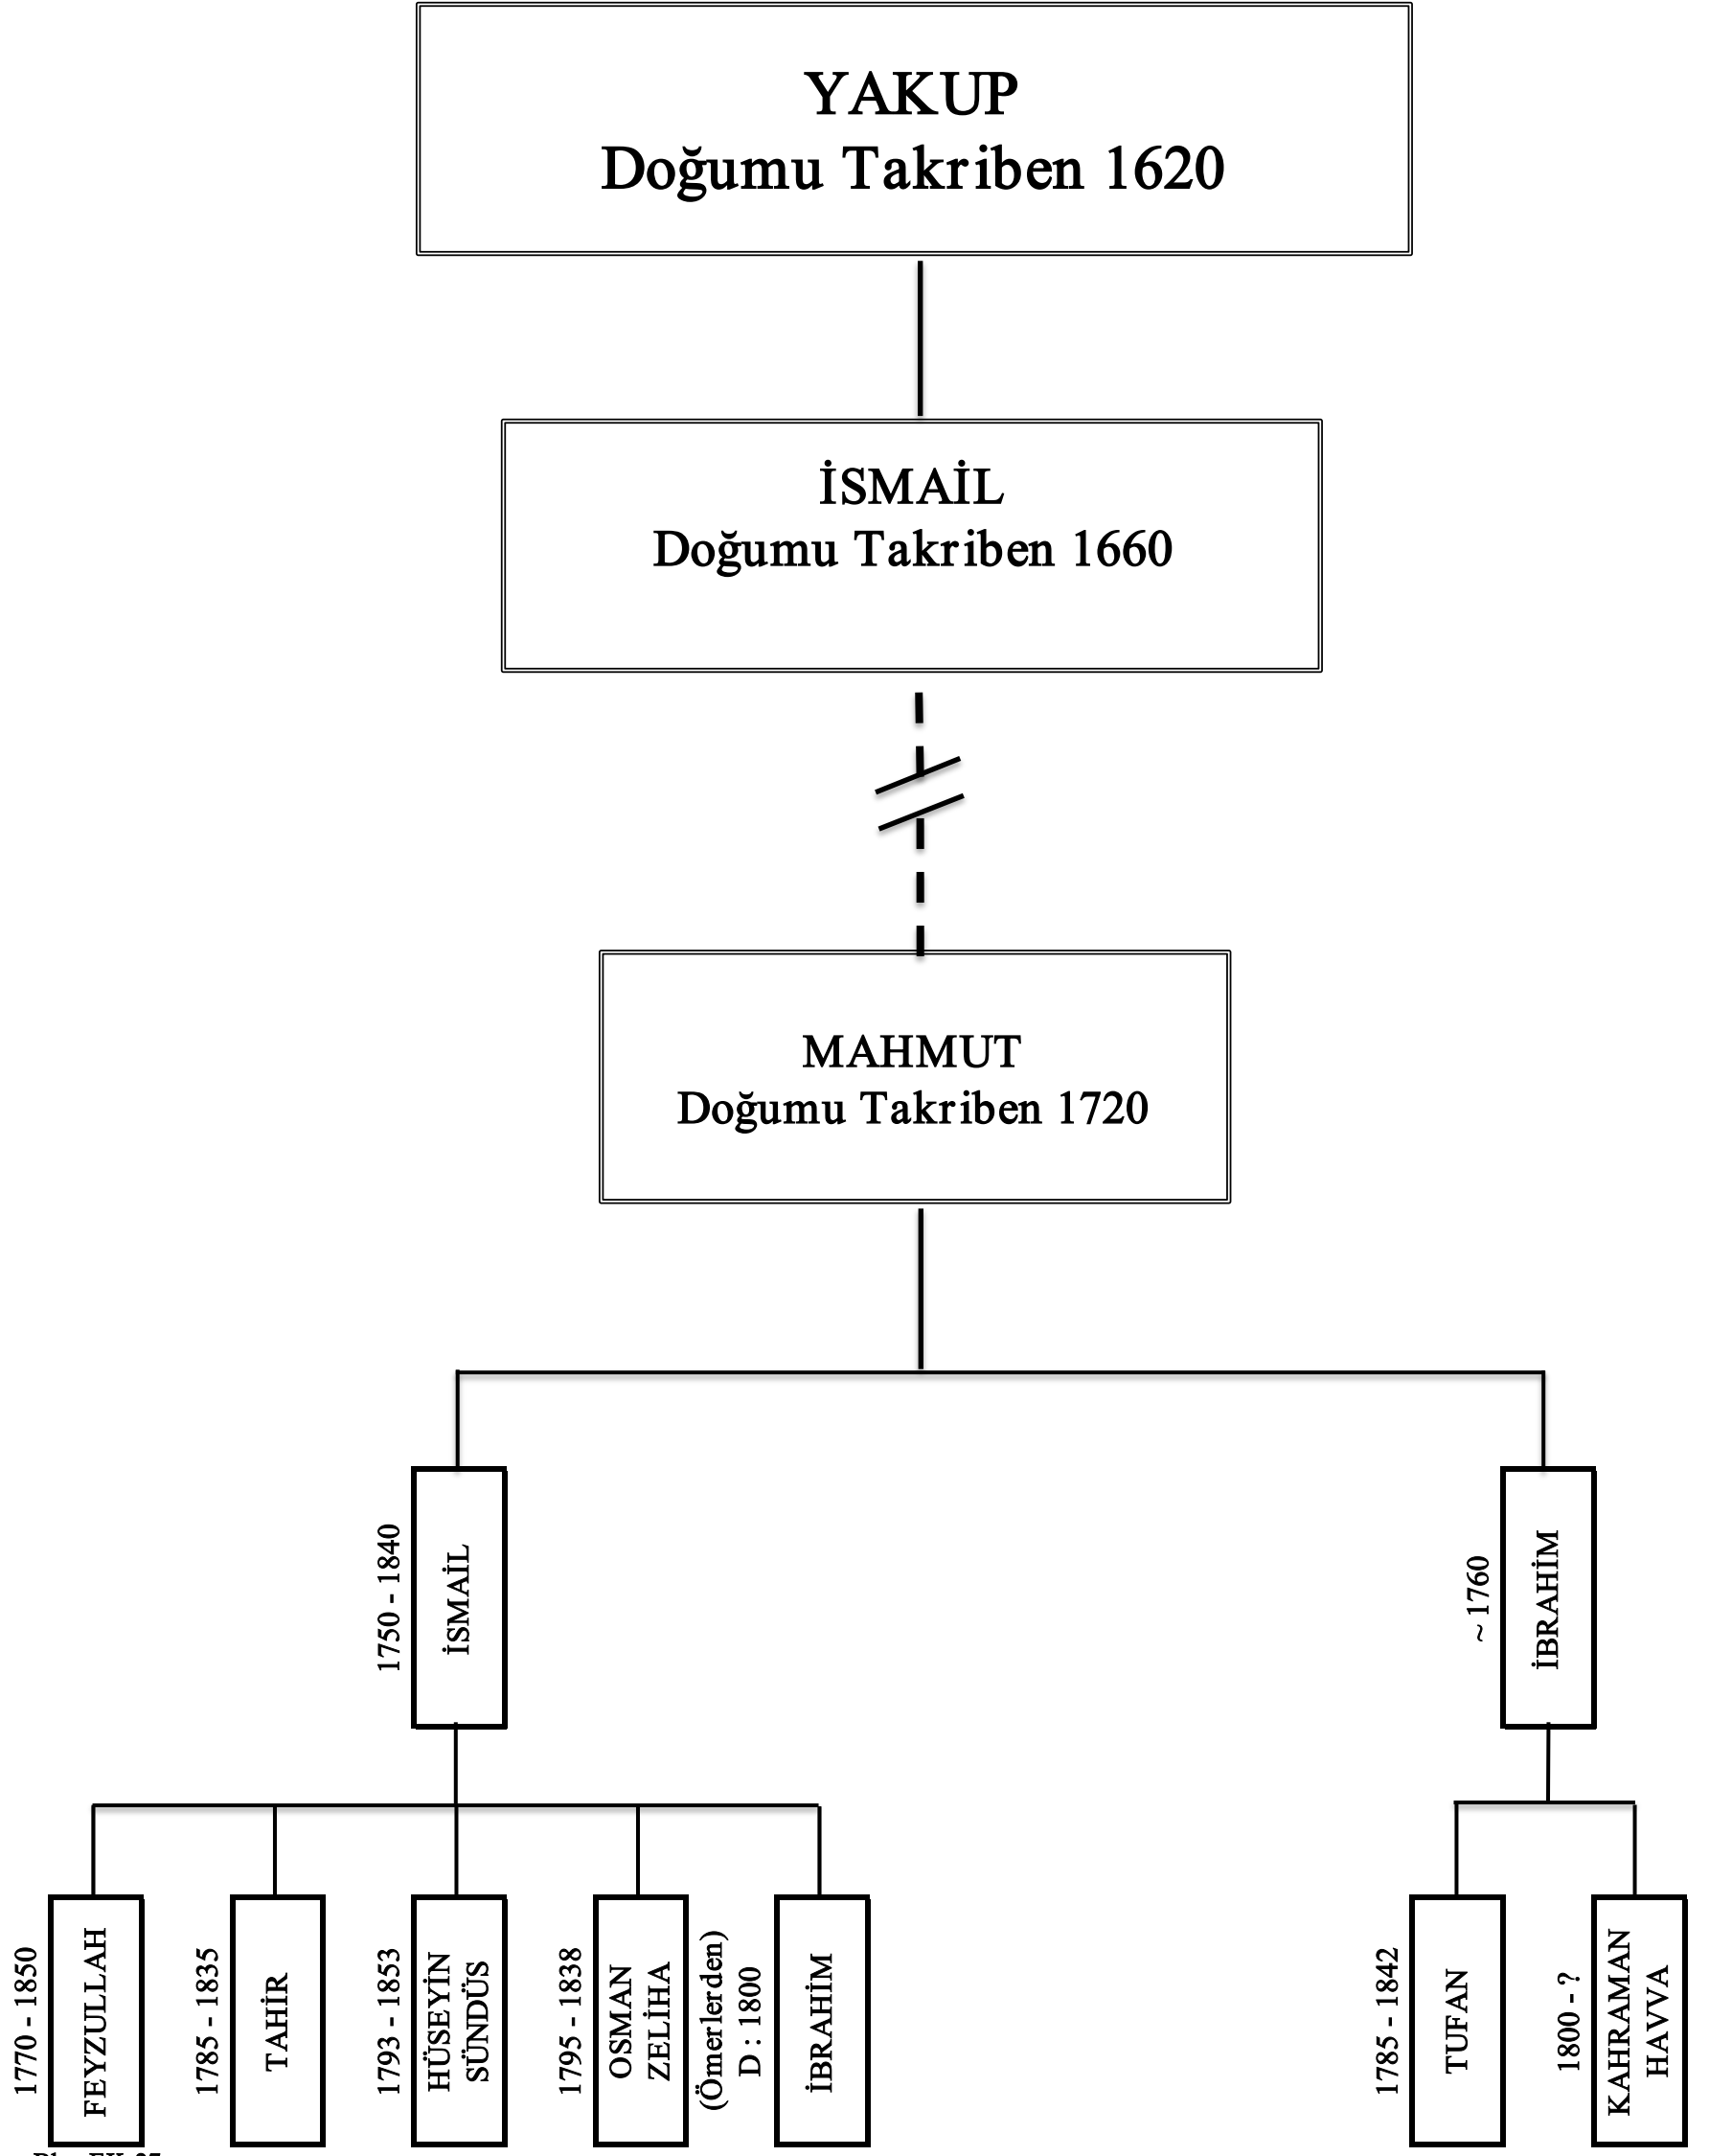 YAKUP
Doğumu Takriben 1620
İSMAİL
Doğumu Takriben 1660
MAHMUT
Doğumu Takriben 1720
1750 - 1840
İSMAİL
~ 1760
İBRAHİM
1770 - 1850
FEYZULLAH
1785 - 1835
TAHİR
1793 - 1853
HÜSEYİN
SÜNDÜS
1795 - 1838
OSMAN
ZELİHA
(Ömerlerden)
D : 1800
İBRAHİM
1785 - 1842
TUFAN
1800 - ?
KAHRAMAN
HAVVA